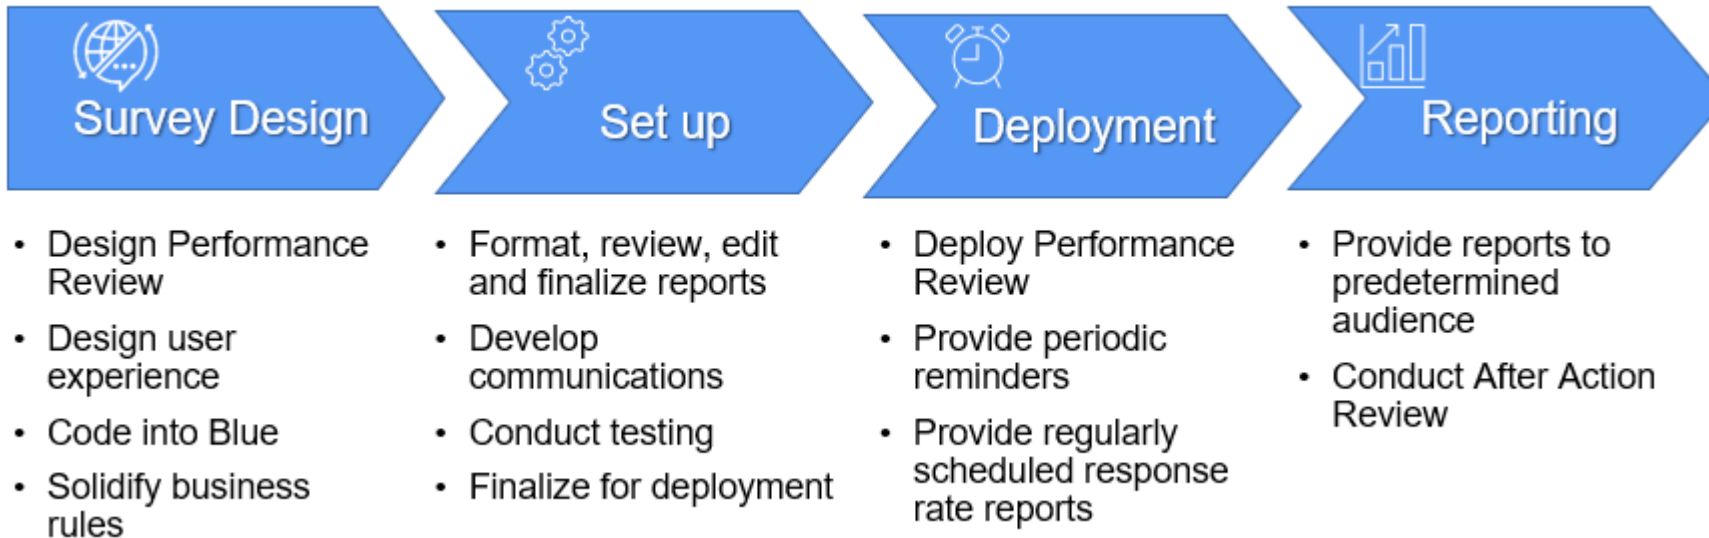 Survey Design
Set up
Deployment
Reporting
• Design Performance
Review
• Design user
experience
• Code into Blue
• Solidify business
rules
• Format, review, edit
and finalize reports
• Develop
communications
• Conduct testing
• Finalize for deployment
• Deploy Performance
Review
• Provide periodic
reminders
• Provide regularly
scheduled response
rate reports
• Provide reports to
predetermined
audience
• Conduct After Action
Review